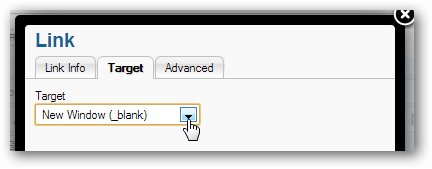 Link
Link Info Target Advanced
Target
New Window (_blank)